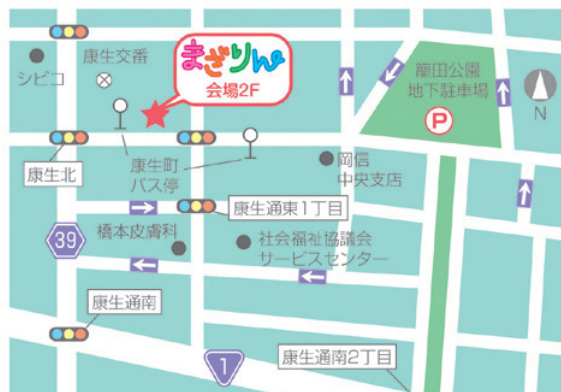 シビコ
康生交番
まざりん
会場2F
籠田公園
地下駐車場
P
N
康生北
康生町
バス停
岡信
中央支店
康生通東1丁目
39
橋本皮膚科
社会福祉協議会
サービスセンター
康生通南
1
康生通南2丁目